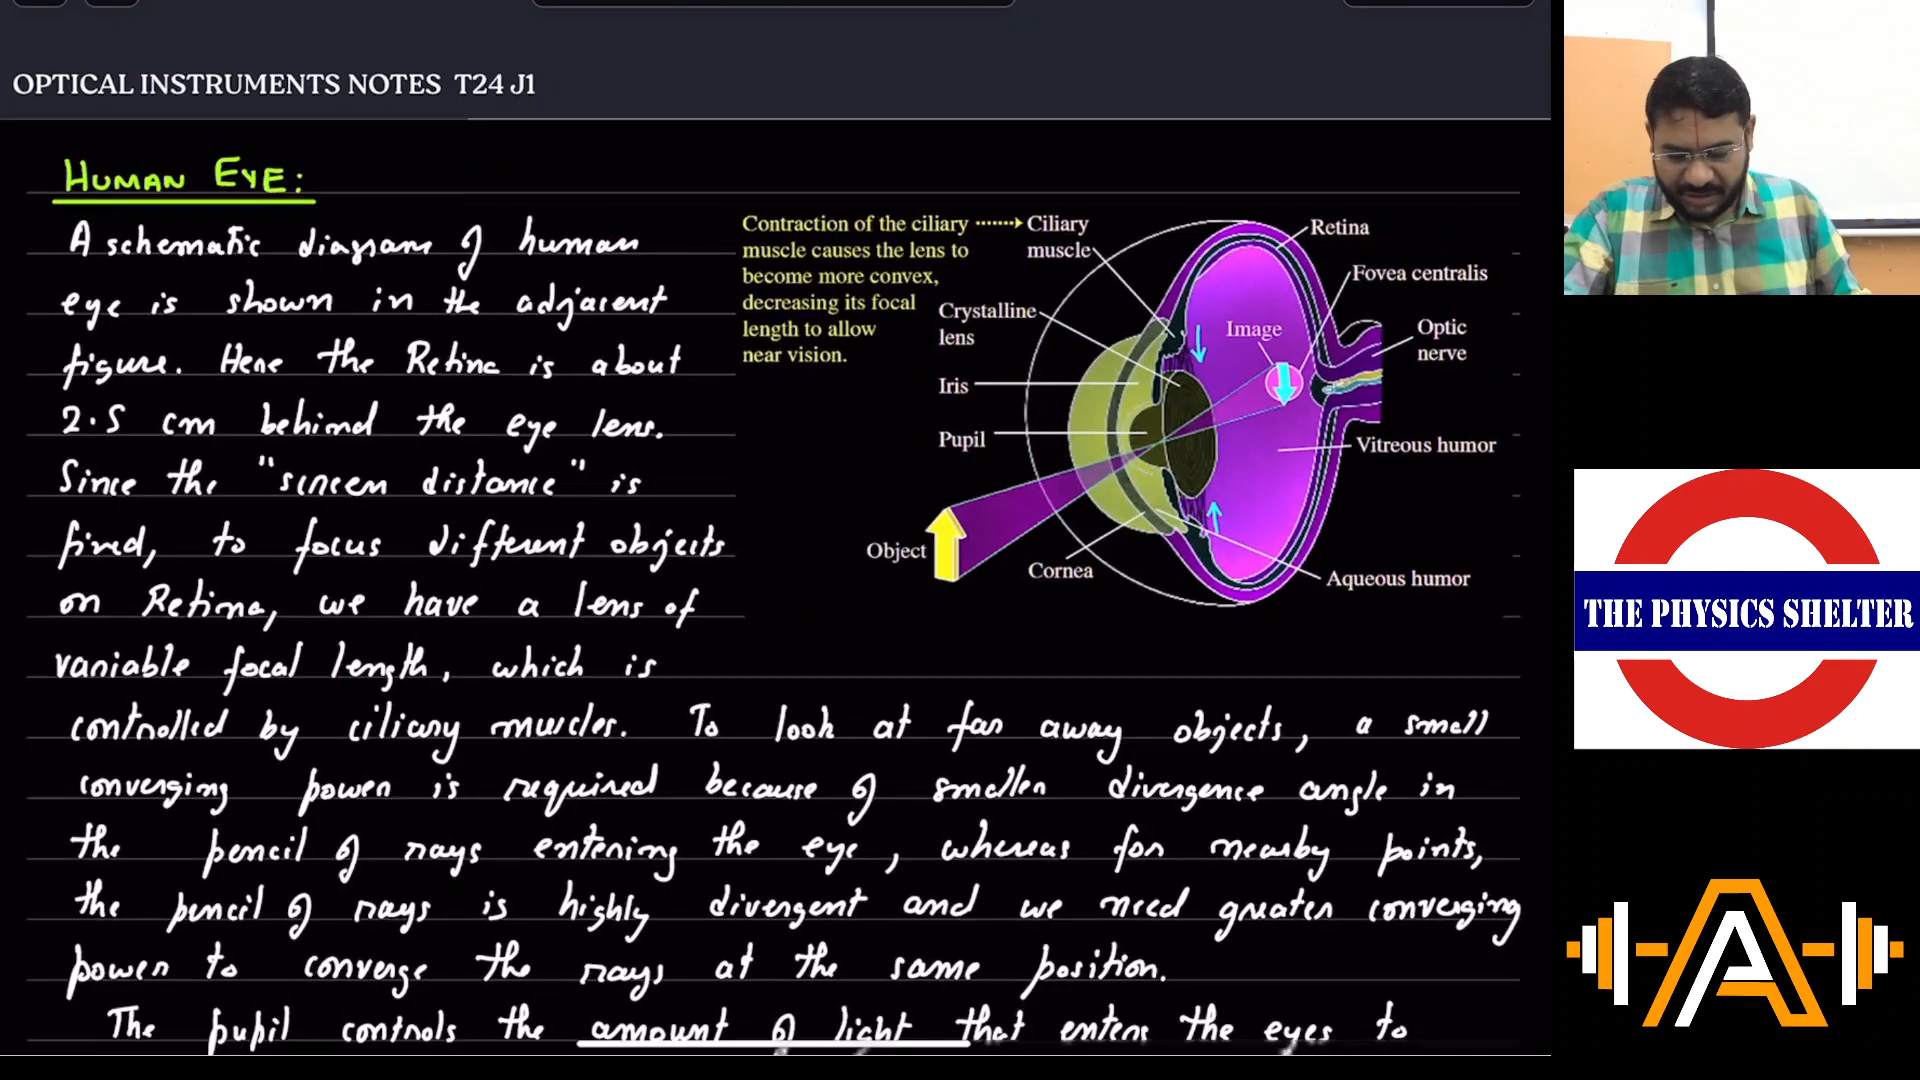 OPTICAL INSTRUMENTS NOTES T24 J1
HUMAN EYE:
A schematic diagram of human
eye is shown in the adjacent
figure. Here the Retina is about
2.5 cm behind the eye lens.
Since the "screen distance" is
fixed, to focus different objects
on Retina, we have a lens of
variable focal length, which is
controlled by ciliary muscles. To look at far away objects, a small
converging power is required because of smaller divergence angle in
the pencil of rays entering the eye, whereas for nearby points,
the pencil of rays is highly divergent and we need greater converging
power to converge the rays at the same position.
The pupil controls the amount of light that enters the eyes to
Contraction of the ciliary
muscle causes the lens to
become more convex,
decreasing its focal
length to allow
near vision.
Ciliary
muscle
Crystalline
lens
Iris
Pupil
Object
Cornea
Retina
Fovea centralis
Image
Optic
nerve
Vitreous humor
Aqueous humor
THE PHYSICS SHELTER